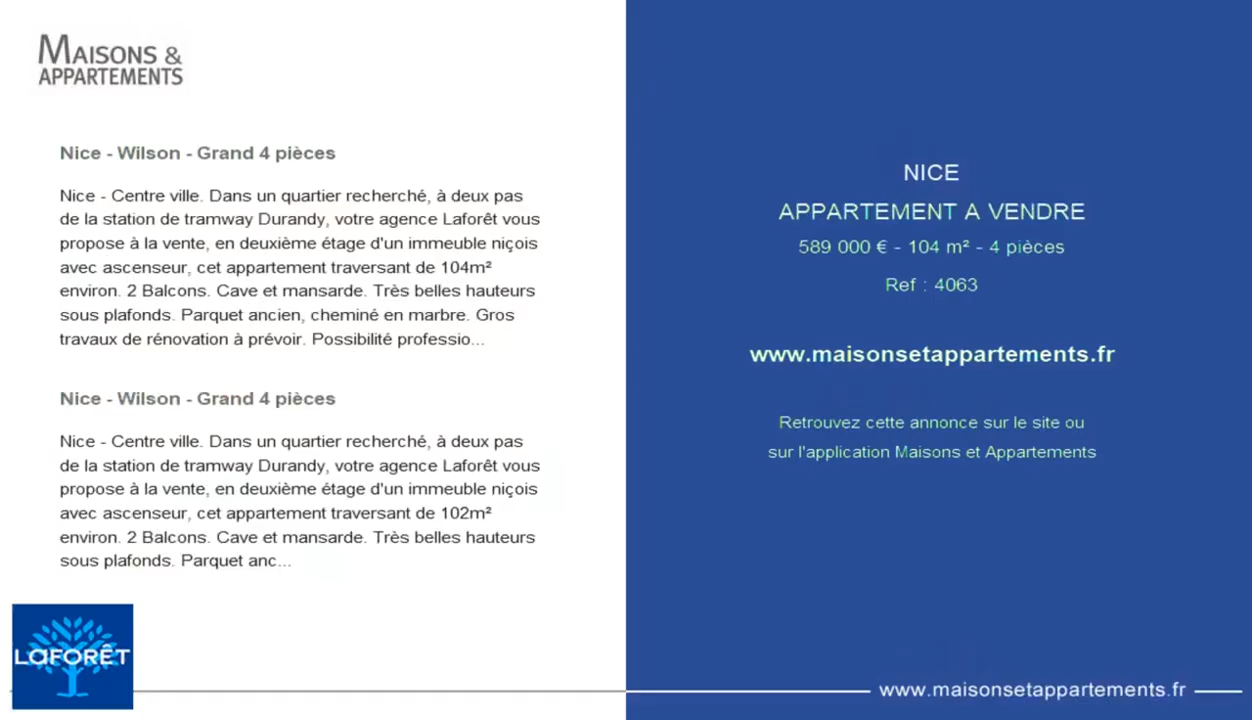 MAISONS &
APPARTEMENTS
Nice - Wilson - Grand 4 pièces
Nice - Centre ville. Dans un quartier recherché, à deux pas
de la station de tramway Durandy, votre agence Laforêt vous
propose à la vente, en deuxième étage d'un immeuble niçois
avec ascenseur, cet appartement traversant de 104m²
environ. 2 Balcons. Cave et mansarde. Très belles hauteurs
sous plafonds. Parquet ancien, cheminé en marbre. Gros
travaux de rénovation à prévoir. Possibilité professio...
Nice - Wilson - Grand 4 pièces
Nice - Centre ville. Dans un quartier recherché, à deux pas
de la station de tramway Durandy, votre agence Laforêt vous
propose à la vente, en deuxième étage d'un immeuble niçois
avec ascenseur, cet appartement traversant de 102m²
environ. 2 Balcons. Cave et mansarde. Très belles hauteurs
sous plafonds. Parquet anc...
LAFORÊT
NICE
APPARTEMENT A VENDRE
589 000 € - 104 m² - 4 pièces
Ref : 4063
www.maisonsetappartements.fr
Retrouvez cette annonce sur le site ou
sur l'application Maisons et Appartements
www.maisonsetappartements.fr